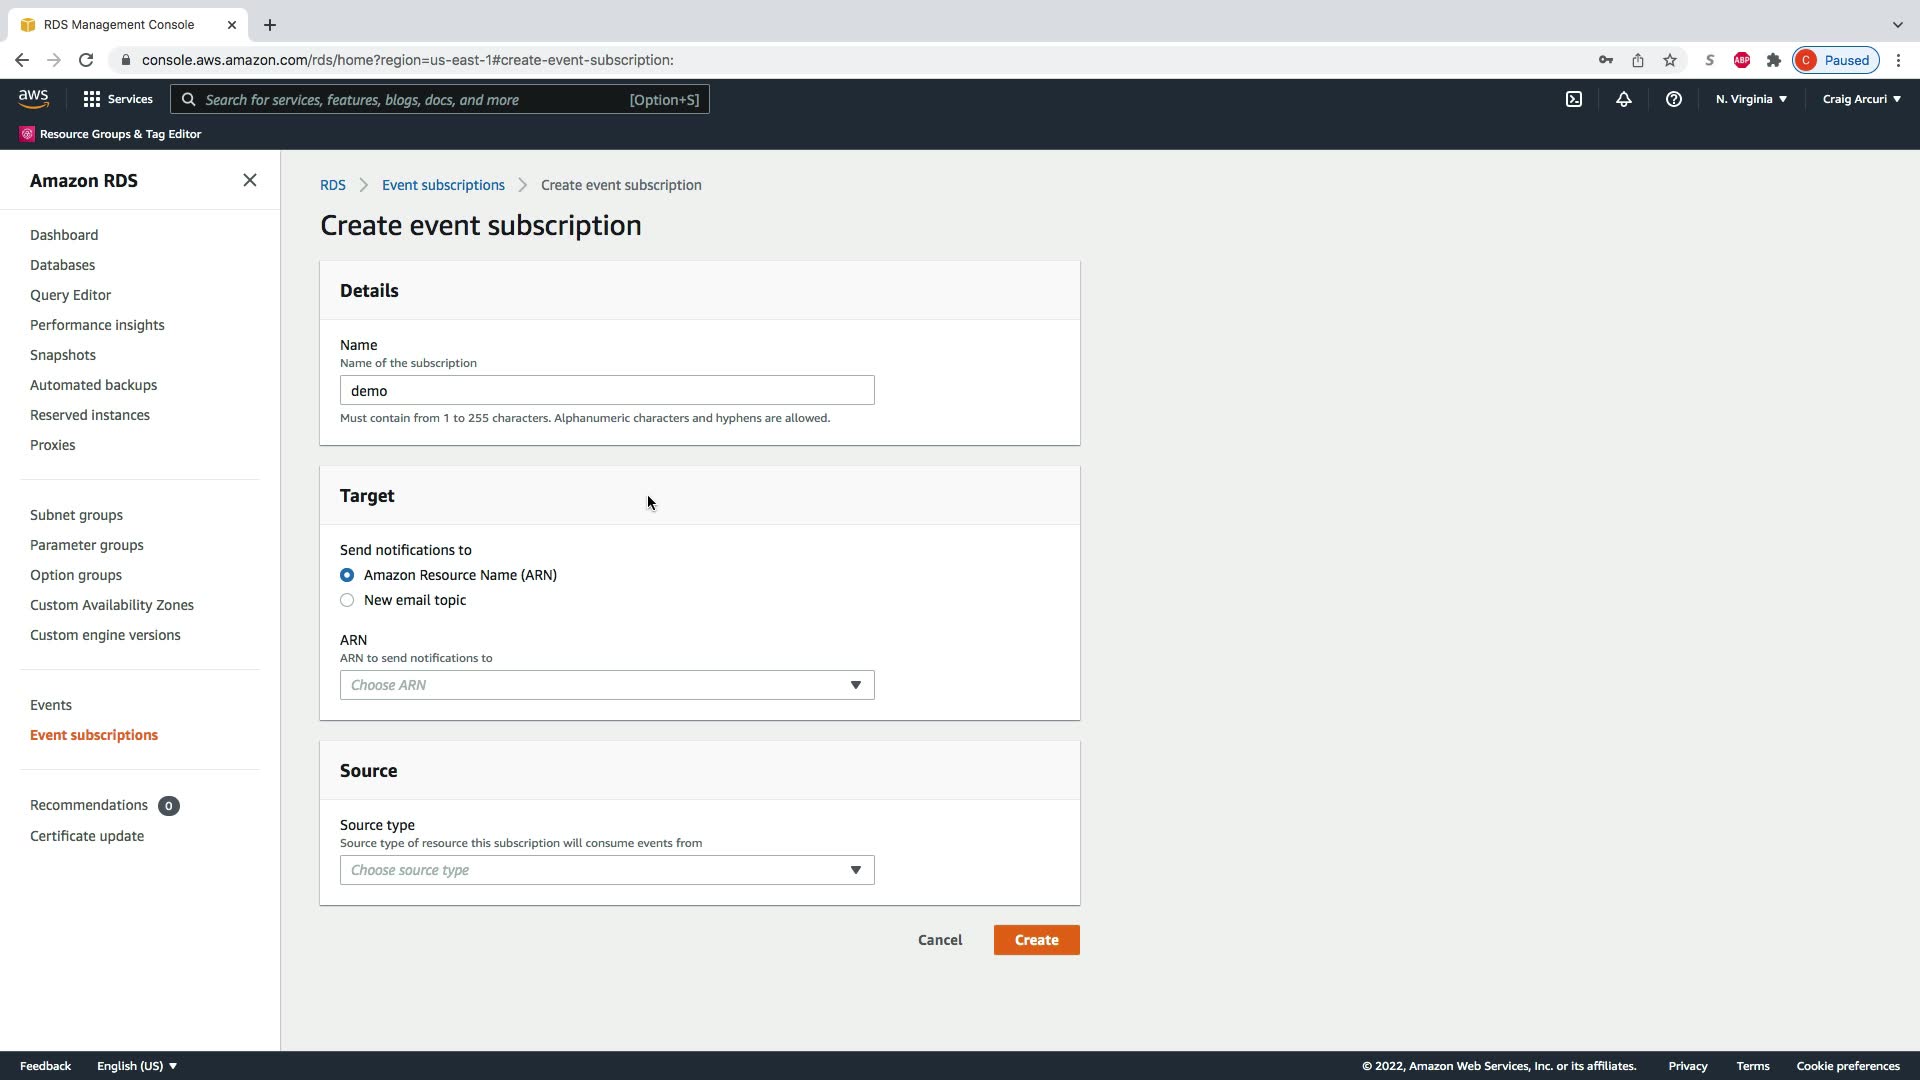 RDS Management Console
console.aws.amazon.com/rds/home?region=us-east-1#create-event-subscription:
ABP
C Paused
aws
Services
Search for services, features, blogs, docs, and more [Option+S]
N. Virginia
Craig Arcuri
Resource Groups & Tag Editor
Amazon RDS
Dashboard
Databases
Query Editor
Performance insights
Snapshots
Automated backups
Reserved instances
Proxies
Subnet groups
Parameter groups
Option groups
Custom Availability Zones
Custom engine versions
Events
Event subscriptions
Recommendations 0
Certificate update
RDS > Event subscriptions > Create event subscription
Create event subscription
Details
Name
Name of the subscription
demo
Must contain from 1 to 255 characters. Alphanumeric characters and hyphens are allowed.
Target
Send notifications to
Amazon Resource Name (ARN)
New email topic
ARN
ARN to send notifications to
Choose ARN
Source
Source type
Source type of resource this subscription will consume events from
Choose source type
Cancel
Create
Feedback
English (US)
© 2022, Amazon Web Services, Inc. or its affiliates.
Privacy
Terms
Cookie preferences